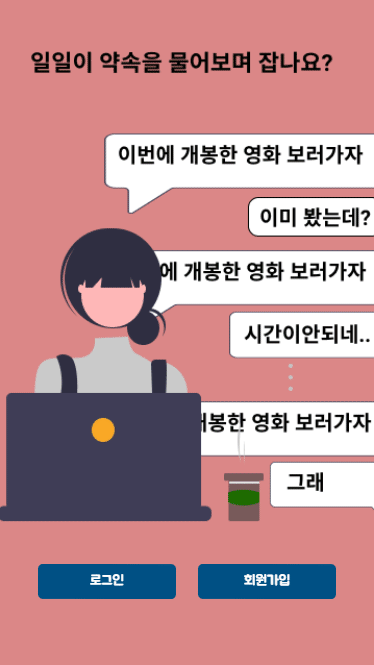 일일이 약속을 물어보며 잡나요?
이번에 개봉한 영화 보러가자
이미 봤는데?
에 개봉한 영화 보러가자
시간이안되네..
개봉한 영화 보러가자
그래
로그인
회원가입